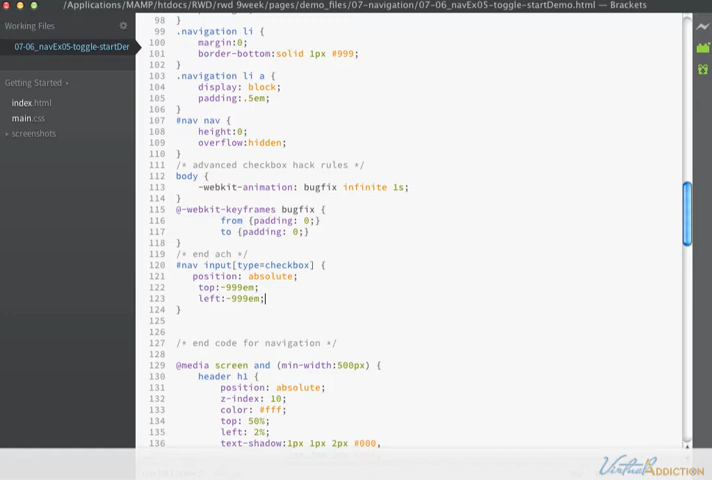 /Applications/MAMP/htdocs/RWD/rwd 9week/pages/demo_files/07-navigation/07-06_navEx05-toggle-startDemo.html — Brackets
Working Files
07-06_navEx05-toggle-startDer
Getting Started
index.html
main.css
screenshots
98 }
99 .navigation li {
100 margin:0;
101 border-bottom:solid 1px #999;
102 }
103 .navigation li a {
104 display: block;
105 padding:.5em;
106 }
107 #nav nav {
108 height:0;
109 overflow:hidden;
110 }
111 /* advanced checkbox hack rules */
112 body {
113 -webkit-animation: bugfix infinite 1s;
114 }
115 @-webkit-keyframes bugfix {
116 from {padding: 0;}
117 to {padding: 0;}
118 }
119 /* end ach */
120 #nav input[type=checkbox] {
121 position: absolute;
122 top:-999em;
123 left:-999em;
124 }
125
126
127 /* end code for navigation */
128
129 @media screen and (min-width:500px) {
130 header h1 {
131 position: absolute;
132 z-index: 10;
133 color: #fff;
134 top: 50%;
135 left: 2%;
136 text-shadow:1px 1px 2px #000,
VirtualADDICTION